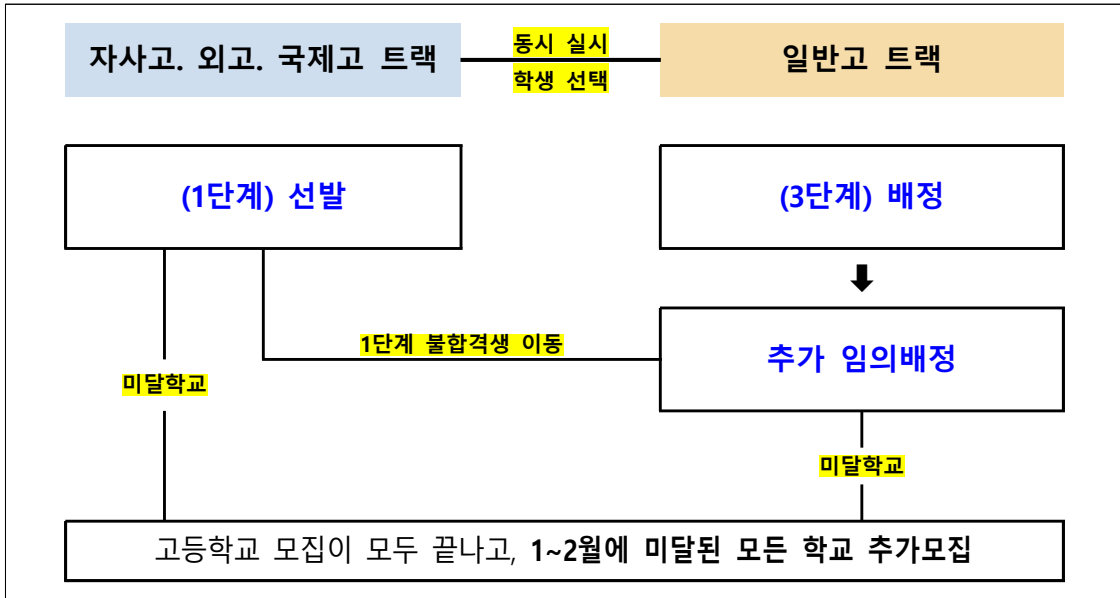 자사고. 외고. 국제고 트랙
동시 실시
학생 선택
일반고 트랙
(1단계) 선발
(3단계) 배정
1단계 불합격생 이동
추가 임의배정
미달학교
미달학교
고등학교 모집이 모두 끝나고, 1~2월에 미달된 모든 학교 추가모집